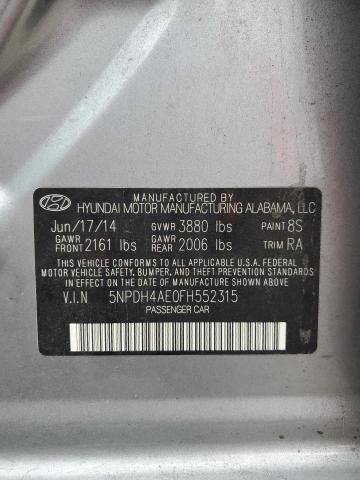 MANUFACTURED BY
HYUNDAI MOTOR MANUFACTURING ALABAMA, LLC
Jun/17/14 GVWR 3880 lbs PAINT 8S
GAWR FRONT 2161 lbs GAWR REAR 2006 lbs TRIM RA
THIS VEHICLE CONFORMS TO ALL APPLICABLE U.S.A FEDERAL
MOTOR VEHICLE SAFETY, BUMPER, AND THEFT PREVENTION STANDARDS
IN EFFECT ON THE DATE OF MANUFACTURE SHOWN ABOVE.
V.I.N 5NPDH4AE0FH552315
PASSENGER CAR